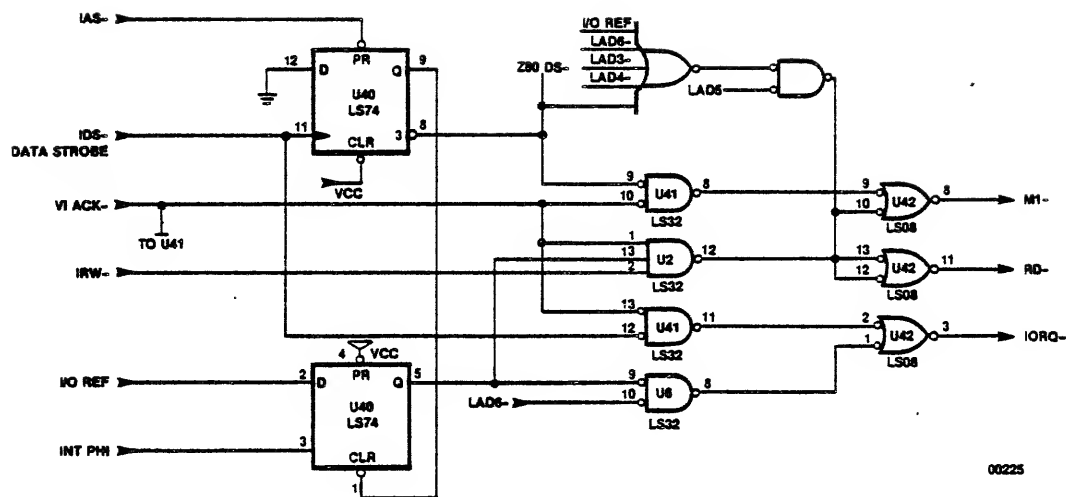 IAS-
12
D
PR
Q
9
U40
LS74
IDS-
DATA STROBE
11
3
8
CLR
VCC
VI ACK-
TO U41
IRW-
I/O REF
LAD6-
LAD3-
LAD4-
Z80 DS-
LAD5
9
10
U41
LS32
8
9
10
U42
LS08
8
M1-
1
13
2
U2
LS32
12
13
12
U42
LS08
11
RD-
13
12
U41
LS32
11
2
1
U42
LS08
3
IORQ-
4
VCC
I/O REF
2
D
PR
Q
5
U40
LS74
INT PHI
3
CLR
1
LAD6-
9
10
U6
LS32
8
00225